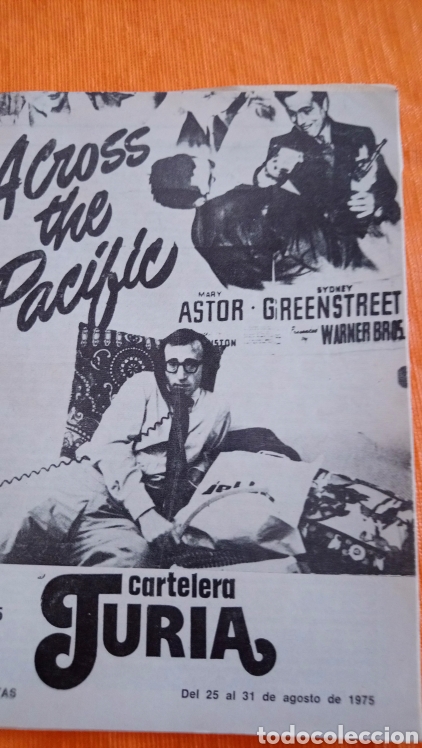 Across
the
Pacific
MARY SYDNEY
ASTOR · GREENSTREET
WARNER BROS.
cartelera
TURIA
Del 25 al 31 de agosto de 1975
todocoleccion